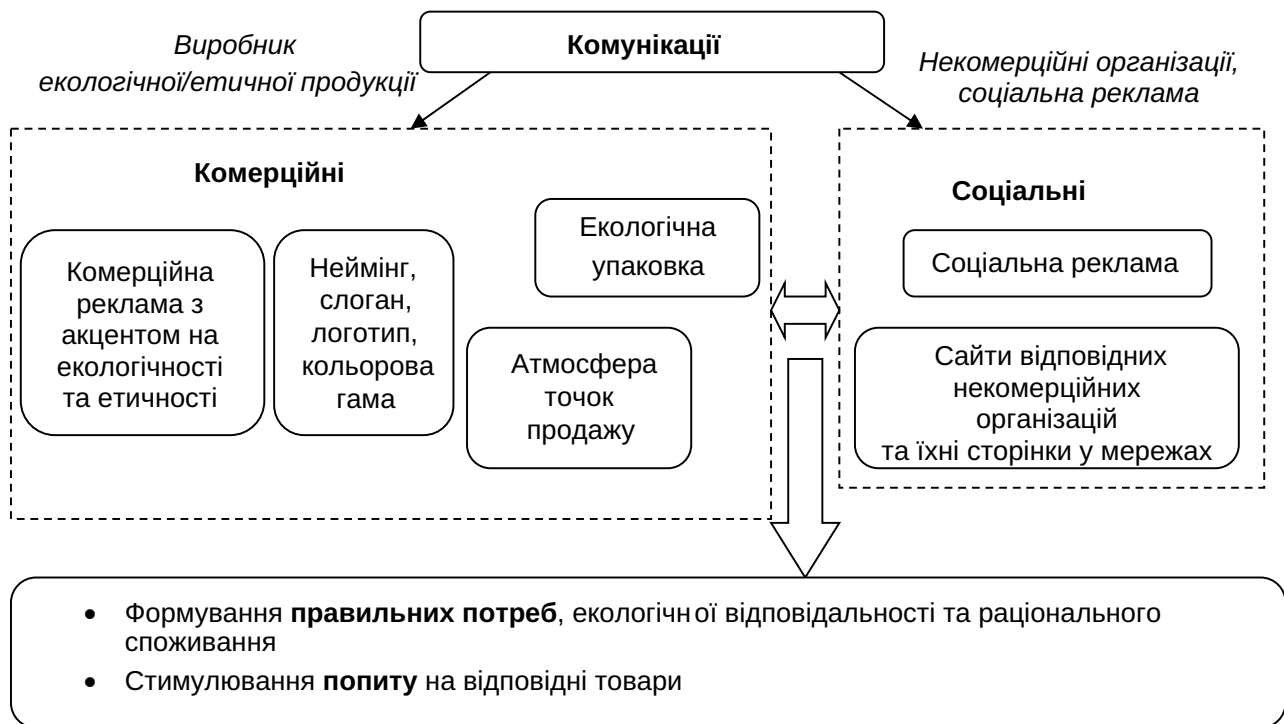 Комунікації
Виробник
екологічної/етичної продукції
Некомерційні організації,
соціальна реклама
Комерційні
Комерційна
реклама з
акцентом на
екологічності
та етичності
Неймінг,
слоган,
логотип,
кольорова
гама
Екологічна
упаковка
Атмосфера
точок
продажу
Соціальні
Соціальна реклама
Сайти відповідних
некомерційних
організацій
та їхні сторінки у мережах
• Формування правильних потреб, екологічної відповідальності та раціонального
споживання
• Стимулювання попиту на відповідні товари